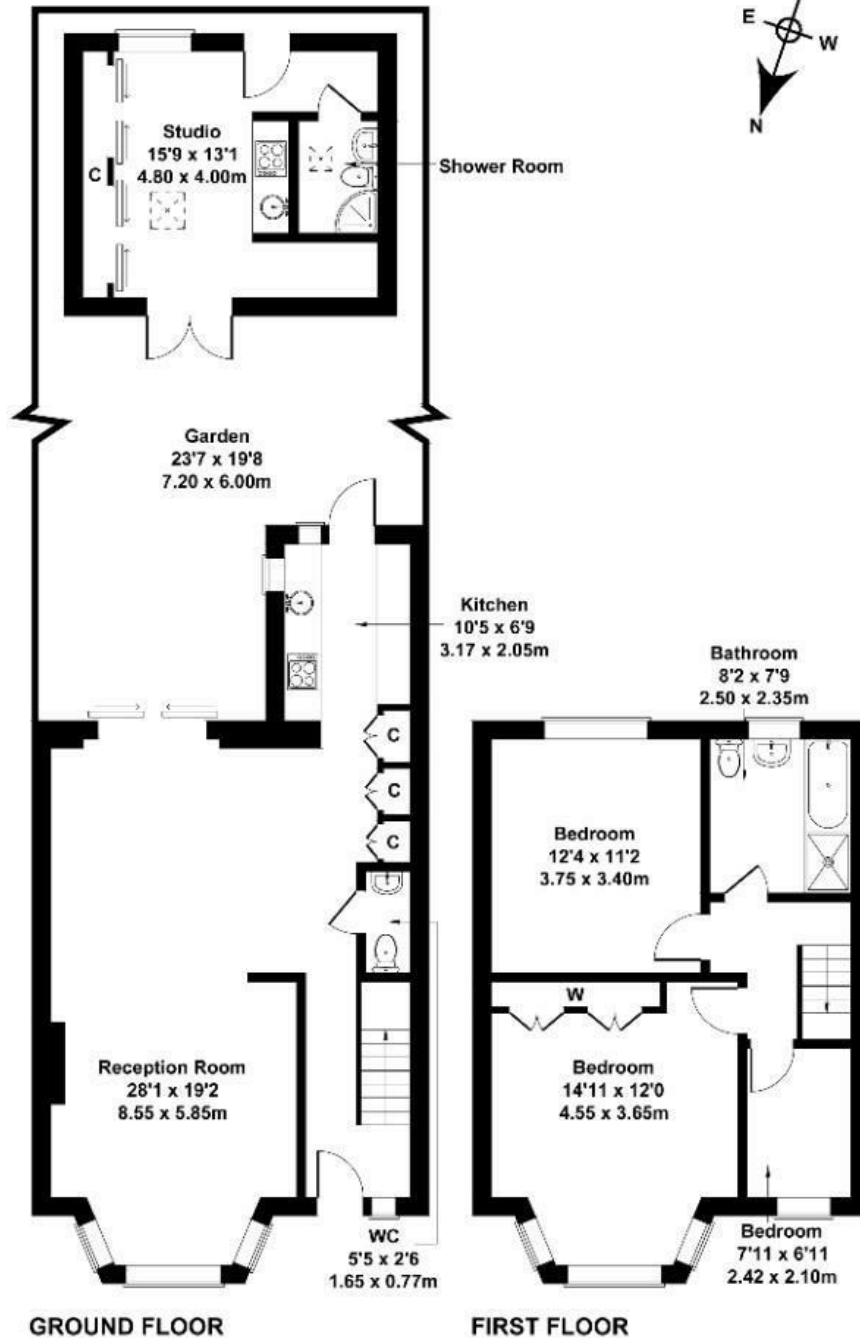 E
W
N
Studio
15'9 x 13'1
4.80 x 4.00m
C
Shower Room
Garden
23'7 x 19'8
7.20 x 6.00m
Kitchen
10'5 x 6'9
3.17 x 2.05m
C
C
C
Reception Room
28'1 x 19'2
8.55 x 5.85m
WC
5'5 x 2'6
1.65 x 0.77m
GROUND FLOOR
Bathroom
8'2 x 7'9
2.50 x 2.35m
Bedroom
12'4 x 11'2
3.75 x 3.40m
W
Bedroom
14'11 x 12'0
4.55 x 3.65m
Bedroom
7'11 x 6'11
2.42 x 2.10m
FIRST FLOOR